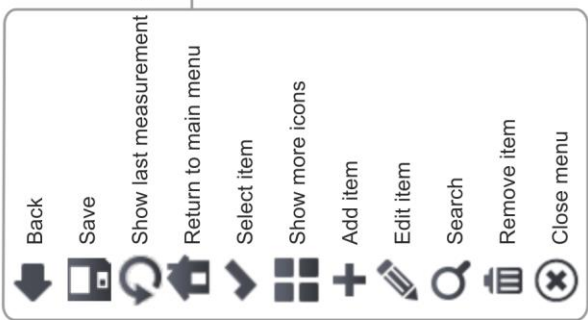 Back
Save
Show last measurement
Return to main menu
Select item
Show more icons
Add item
Edit item
Search
Remove item
Close menu